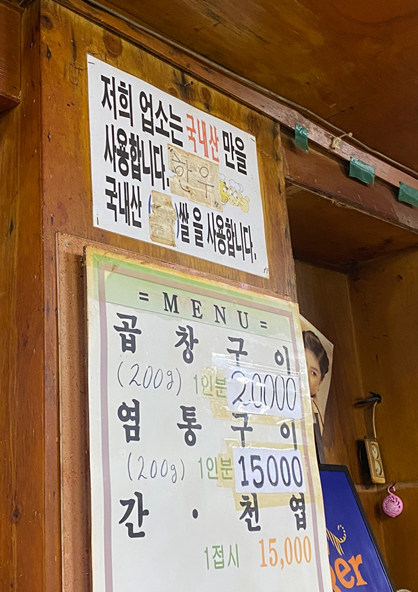 저희 업소는 국내산 만을
사용합니다. 한우
국내산 쌀을 사용합니다.
= MENU =
곱창구이
(200g) 1인분 20000
염통구이
(200g) 1인분 15000
간 · 천엽
1접시 15,000
er